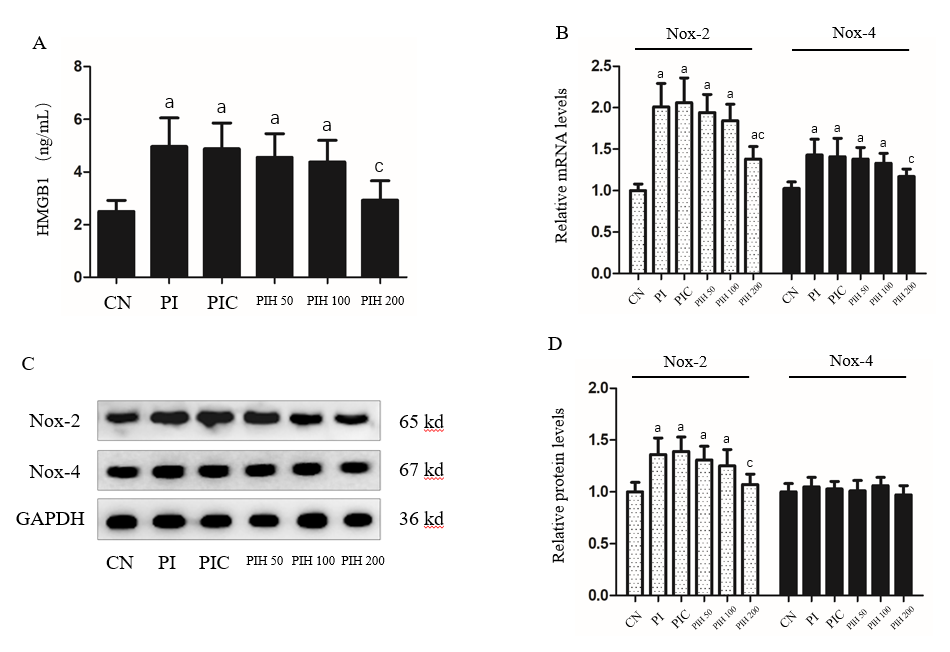 A
HMGB1 (ng/mL)
8
6
4
2
0
a
a
a
a
c
CN PI PIC PIH 50 PIH 100 PIH 200
B
Nox-2 Nox-4
Relative mRNA levels
2.5
2.0
1.5
1.0
0.5
0.0
a a a a ac a a a a c
CN PI PIC PIH 50 PIH 100 PIH 200 CN PI PIC PIH 50 PIH 100 PIH 200
C
Nox-2 65 kd
Nox-4 67 kd
GAPDH 36 kd
CN PI PIC PIH 50 PIH 100 PIH 200
D
Nox-2 Nox-4
Relative protein levels
2.0
1.5
1.0
0.5
0.0
a a a a c
CN PI PIC PIH 50 PIH 100 PIH 200 CN PI PIC PIH 50 PIH 100 PIH 200